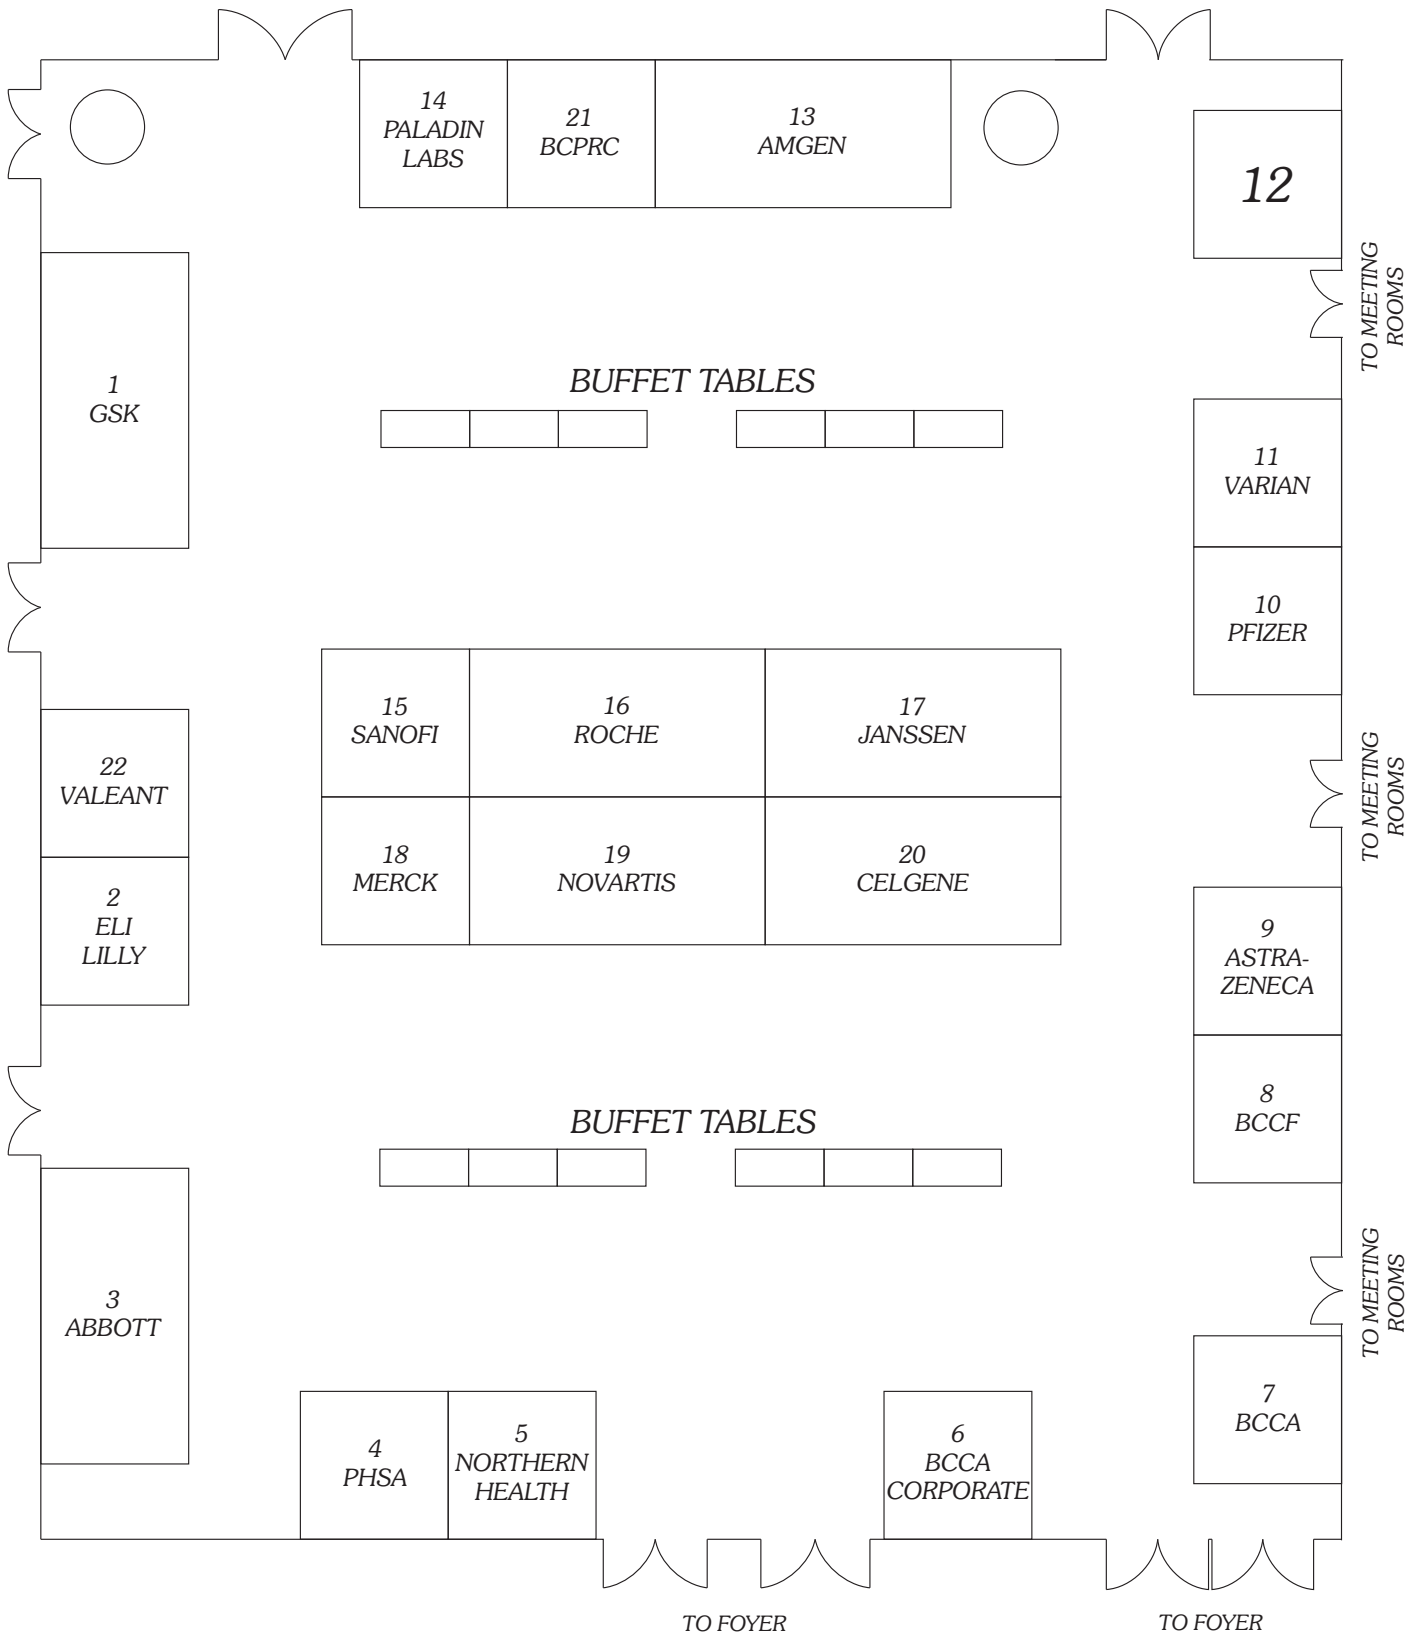 14
PALADIN
LABS
21
BCPRC
13
AMGEN
12
TO MEETING
ROOMS
1
GSK
BUFFET TABLES
11
VARIAN
10
PFIZER
15
SANOFI
16
ROCHE
17
JANSSEN
22
VALEANT
TO MEETING
ROOMS
18
MERCK
19
NOVARTIS
20
CELGENE
2
ELI
LILLY
9
ASTRA-
ZENECA
8
BCCF
BUFFET TABLES
3
ABBOTT
TO MEETING
ROOMS
4
PHSA
5
NORTHERN
HEALTH
6
BCCA
CORPORATE
7
BCCA
TO FOYER
TO FOYER